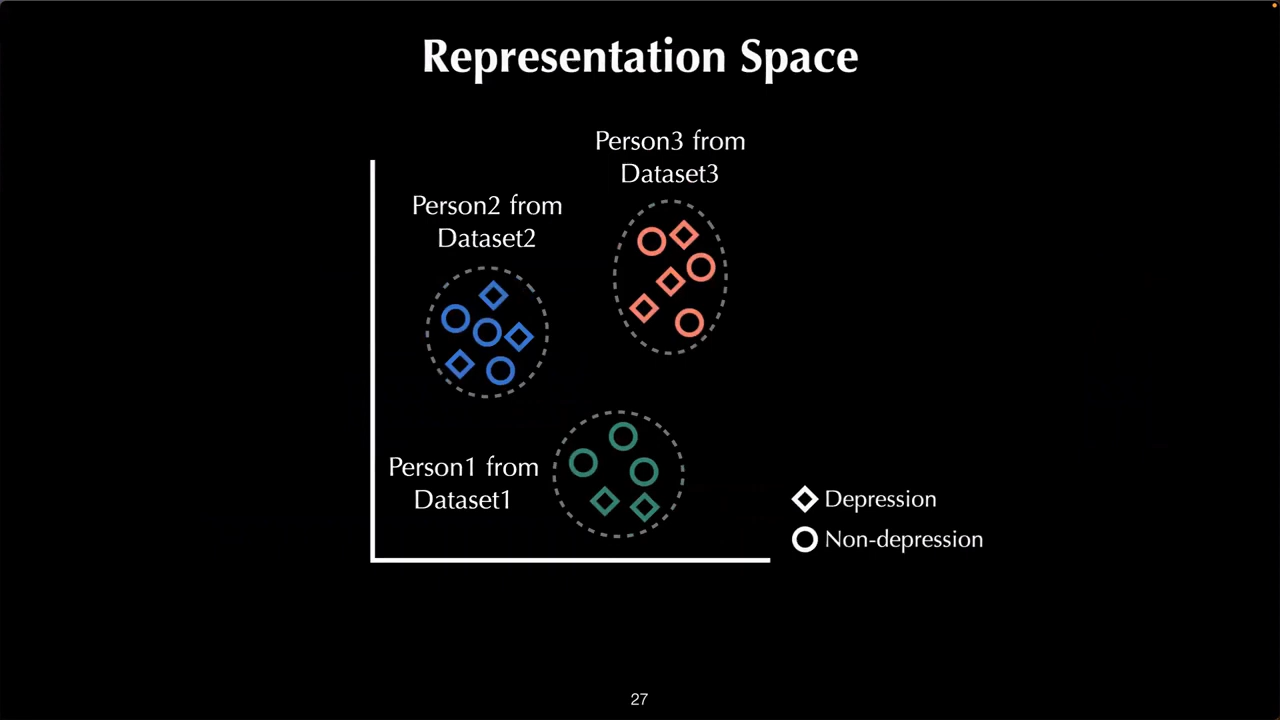 Representation Space
Person3 from
Dataset3
Person2 from
Dataset2
Person1 from
Dataset1
Depression
Non-depression
27